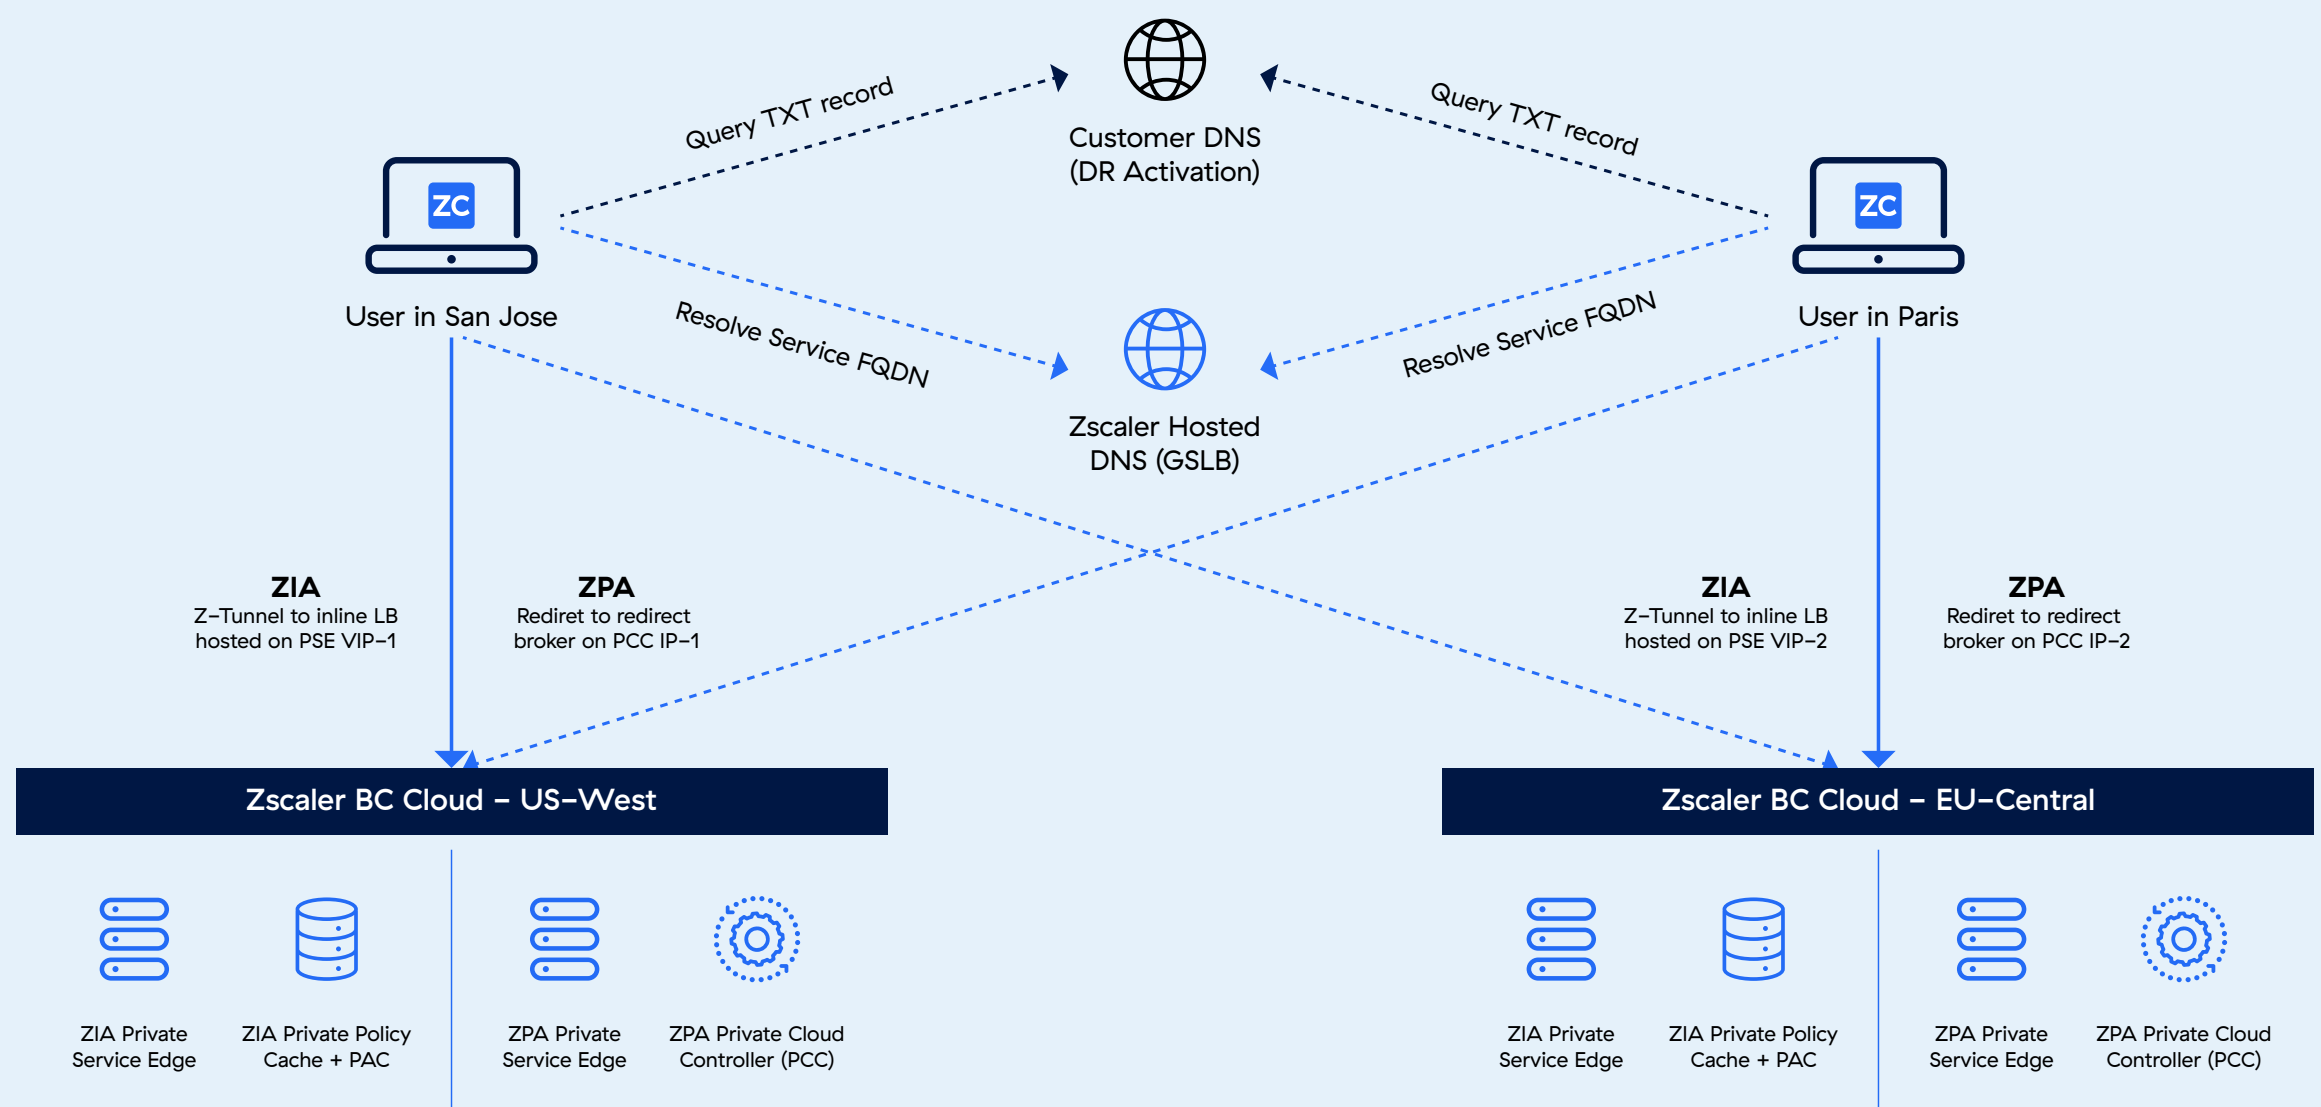 Query TXT record
Customer DNS
(DR Activation)
Query TXT record
ZC
ZC
User in San Jose
User in Paris
Resolve Service FQDN
Resolve Service FQDN
Zscaler Hosted
DNS (GSLB)
ZIA
Z-Tunnel to inline LB
hosted on PSE VIP-1
ZPA
Rediret to redirect
broker on PCC IP-1
ZIA
Z-Tunnel to inline LB
hosted on PSE VIP-2
ZPA
Rediret to redirect
broker on PCC IP-2
Zscaler BC Cloud - US-West
Zscaler BC Cloud - EU-Central
ZIA Private
Service Edge
ZIA Private Policy
Cache + PAC
ZPA Private
Service Edge
ZPA Private Cloud
Controller (PCC)
ZIA Private
Service Edge
ZIA Private Policy
Cache + PAC
ZPA Private
Service Edge
ZPA Private Cloud
Controller (PCC)